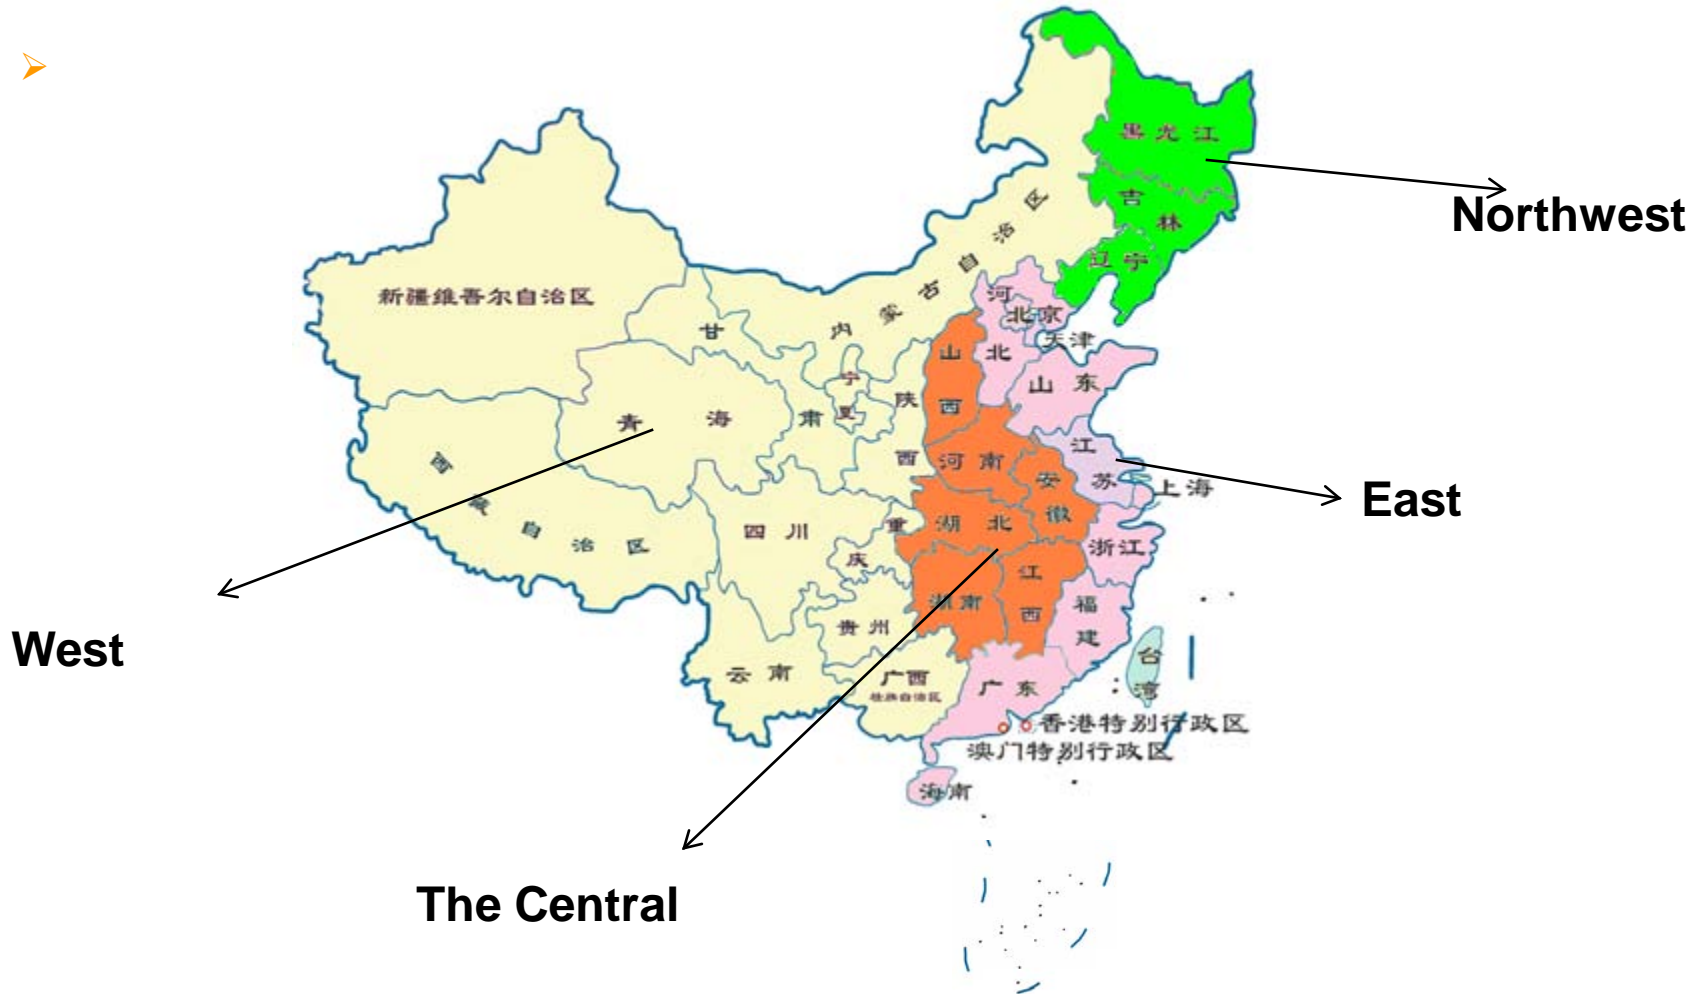 黑龙江
Northwest
吉林
辽宁
内蒙古自治区
新疆维吾尔自治区
甘肃
河北
北京
天津
山西
山东
宁夏
陕西
青海
西藏自治区
河南
江苏
安徽
上海
East
四川
重庆
湖北
浙江
湖南
江西
福建
West
贵州
云南
广西
壮族自治区
广东
台湾
香港特别行政区
澳门特别行政区
海南
The Central